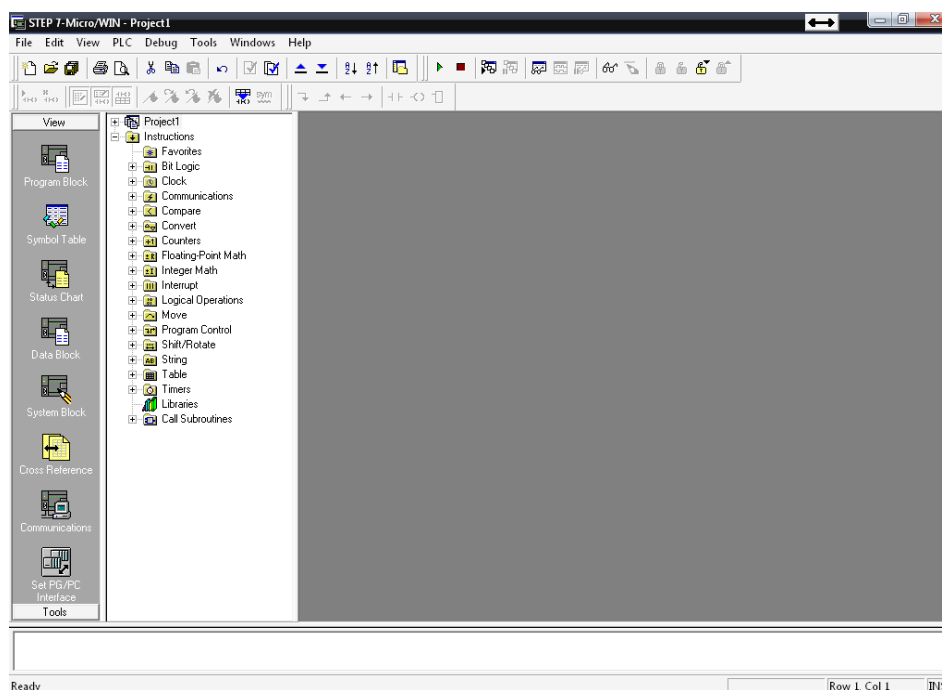 STEP 7-Micro/WIN - Project1
File Edit View PLC Debug Tools Windows Help
View
Program Block
Symbol Table
Status Chart
Data Block
System Block
Cross Reference
Communications
Set PG/PC
Interface
Tools
Project1
Instructions
Favorites
Bit Logic
Clock
Communications
Compare
Convert
Counters
Floating-Point Math
Integer Math
Interrupt
Logical Operations
Move
Program Control
Shift/Rotate
String
Table
Timers
Libraries
Call Subroutines
Ready
Row 1, Col 1